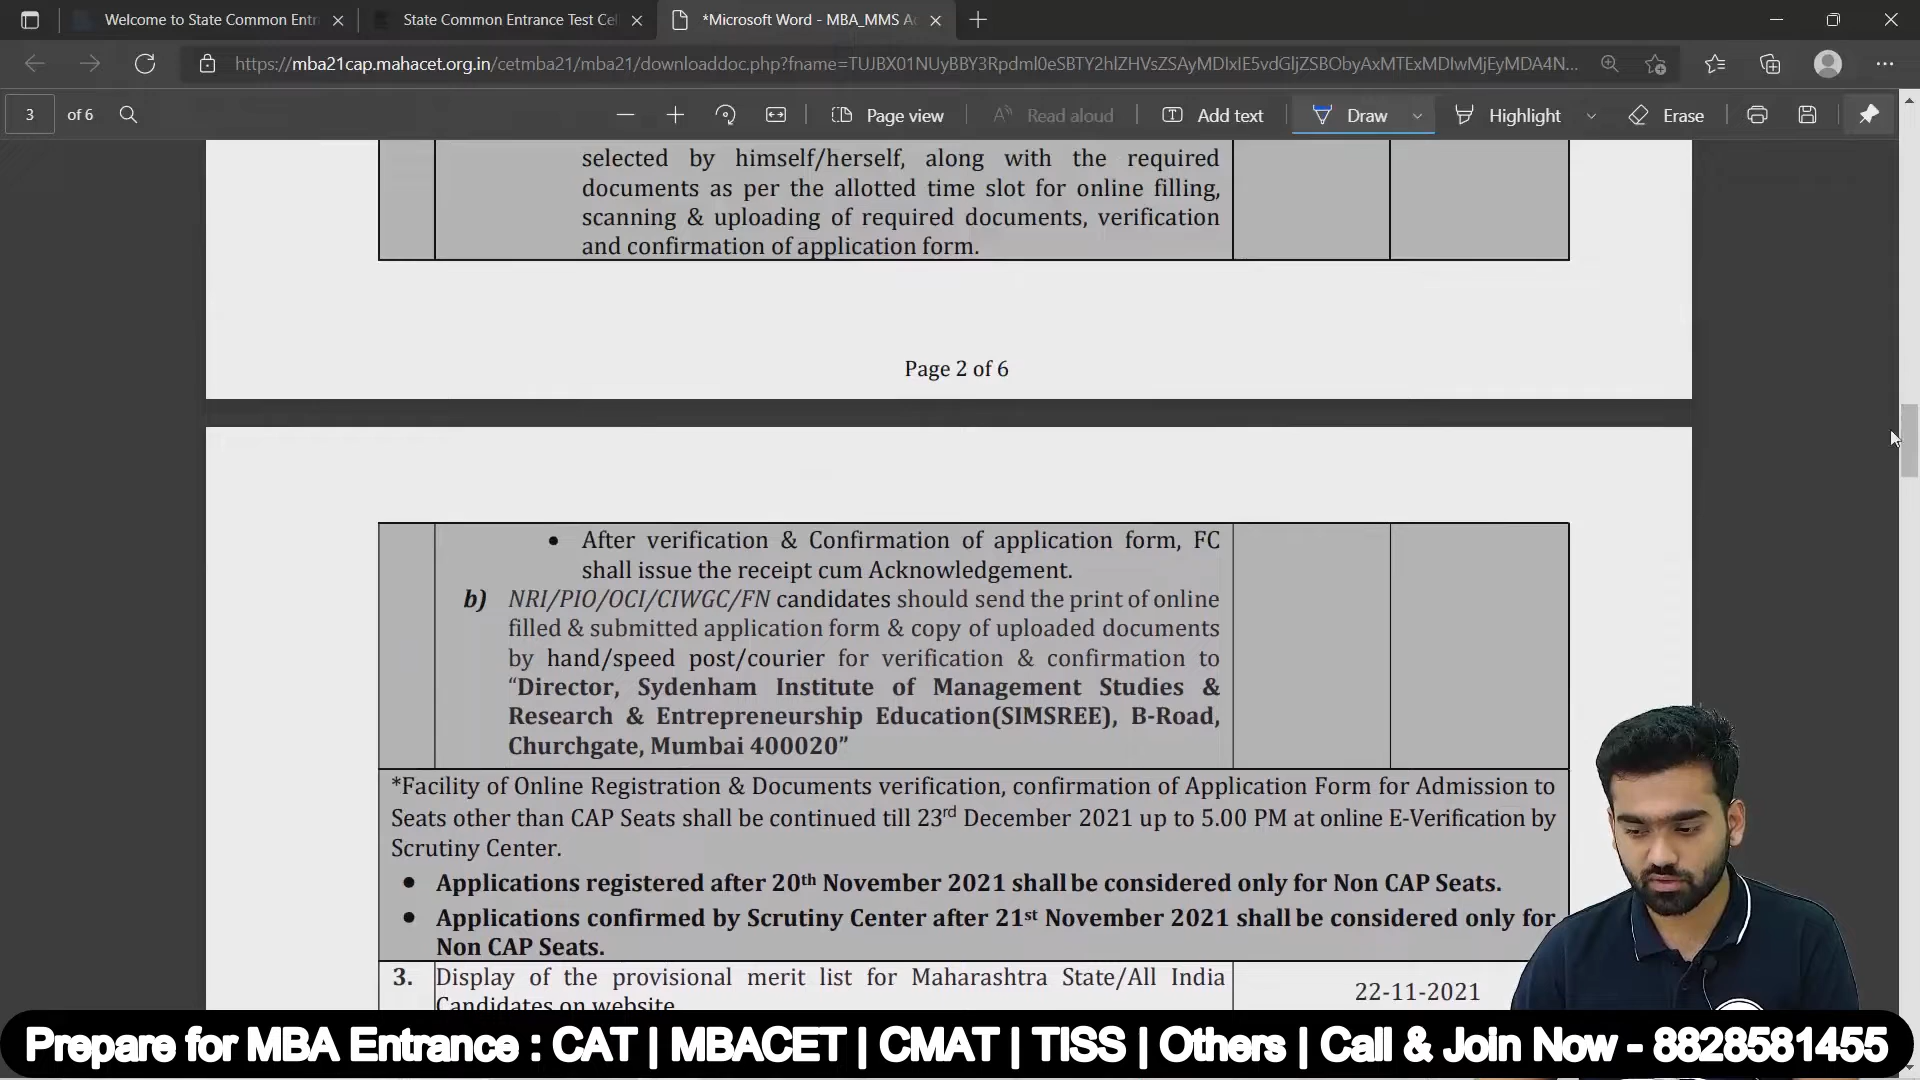 Welcome to State Common Entr
State Common Entrance Test Cel
*Microsoft Word - MBA_MMS Ac
https://mba21cap.mahacet.org.in/cetmba21/mba21/downloaddoc.php?fname=TUJBX01NUyBBY3Rpdml0eSBTY2hlZHVsZSAyMDIxIE5vdGljZSBObyAxMTExMDIwMjEyMDA4N...
3 of 6
Page view
Read aloud
Add text
Draw
Highlight
Erase
selected by himself/herself, along with the required
documents as per the allotted time slot for online filling,
scanning & uploading of required documents, verification
and confirmation of application form.
Page 2 of 6
• After verification & Confirmation of application form, FC
shall issue the receipt cum Acknowledgement.
b) NRI/PIO/OCI/CIWGC/FN candidates should send the print of online
filled & submitted application form & copy of uploaded documents
by hand/speed post/courier for verification & confirmation to
“Director, Sydenham Institute of Management Studies &
Research & Entrepreneurship Education(SIMSREE), B-Road,
Churchgate, Mumbai 400020”
*Facility of Online Registration & Documents verification, confirmation of Application Form for Admission to
Seats other than CAP Seats shall be continued till 23rd December 2021 up to 5.00 PM at online E-Verification by
Scrutiny Center.
• Applications registered after 20th November 2021 shall be considered only for Non CAP Seats.
• Applications confirmed by Scrutiny Center after 21st November 2021 shall be considered only for
Non CAP Seats.
3. Display of the provisional merit list for Maharashtra State/All India
Candidates on website
22-11-2021
Prepare for MBA Entrance : CAT | MBACET | CMAT | TISS | Others | Call & Join Now - 8828581455